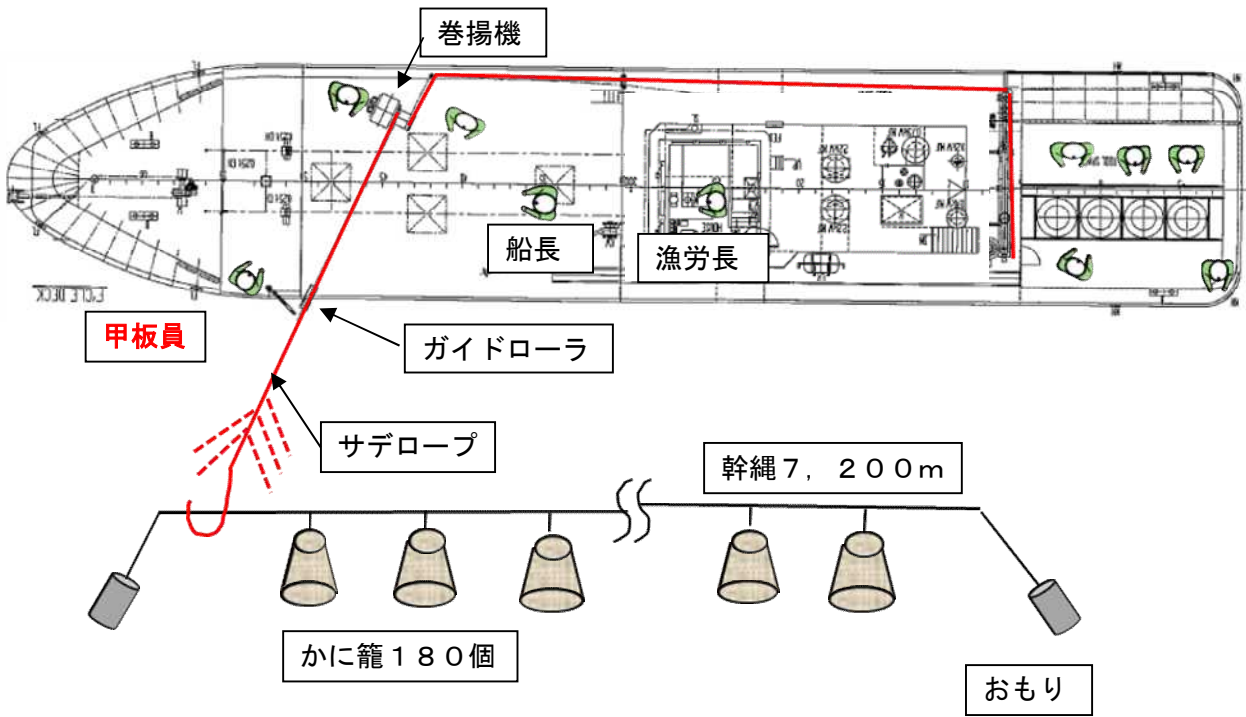 巻揚機
船長
漁労長
甲板員
ガイドローラ
サデロープ
幹縄7,200m
かに籠180個
おもり